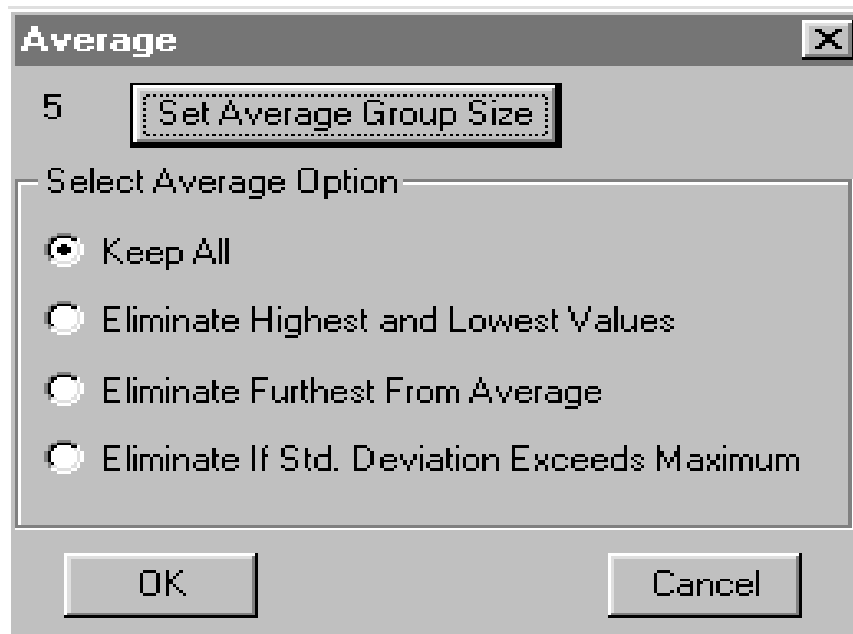 Average
5 Set Average Group Size
Select Average Option
Keep All
Eliminate Highest and Lowest Values
Eliminate Furthest From Average
Eliminate If Std. Deviation Exceeds Maximum
OK Cancel